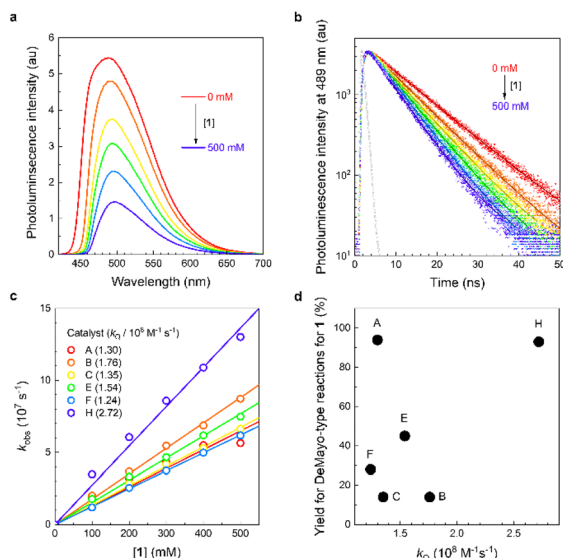 a
Photoluminsecence intensity (au)
6
5
4
3
2
1
0
0 mM
[1]
500 mM
450 500 550 600 650 700
Wavelength (nm)
b
Photoluminescence intensity at 489 nm (au)
10³
10²
10¹
0 mM
[1]
500 mM
0 10 20 30 40 50
Time (ns)
c
k_obs (10⁷ s⁻¹)
15
10
5
0
Catalyst (k_Q / 10⁸ M⁻¹ s⁻¹)
A (1.30)
B (1.76)
C (1.35)
E (1.54)
F (1.24)
H (2.72)
0 100 200 300 400 500
[1] (mM)
d
Yield for DeMayo-type reactions for 1 (%)
100
80
60
40
20
0
A
H
E
F
C
B
1.5 2.0 2.5
k_Q (10⁸ M⁻¹ s⁻¹)